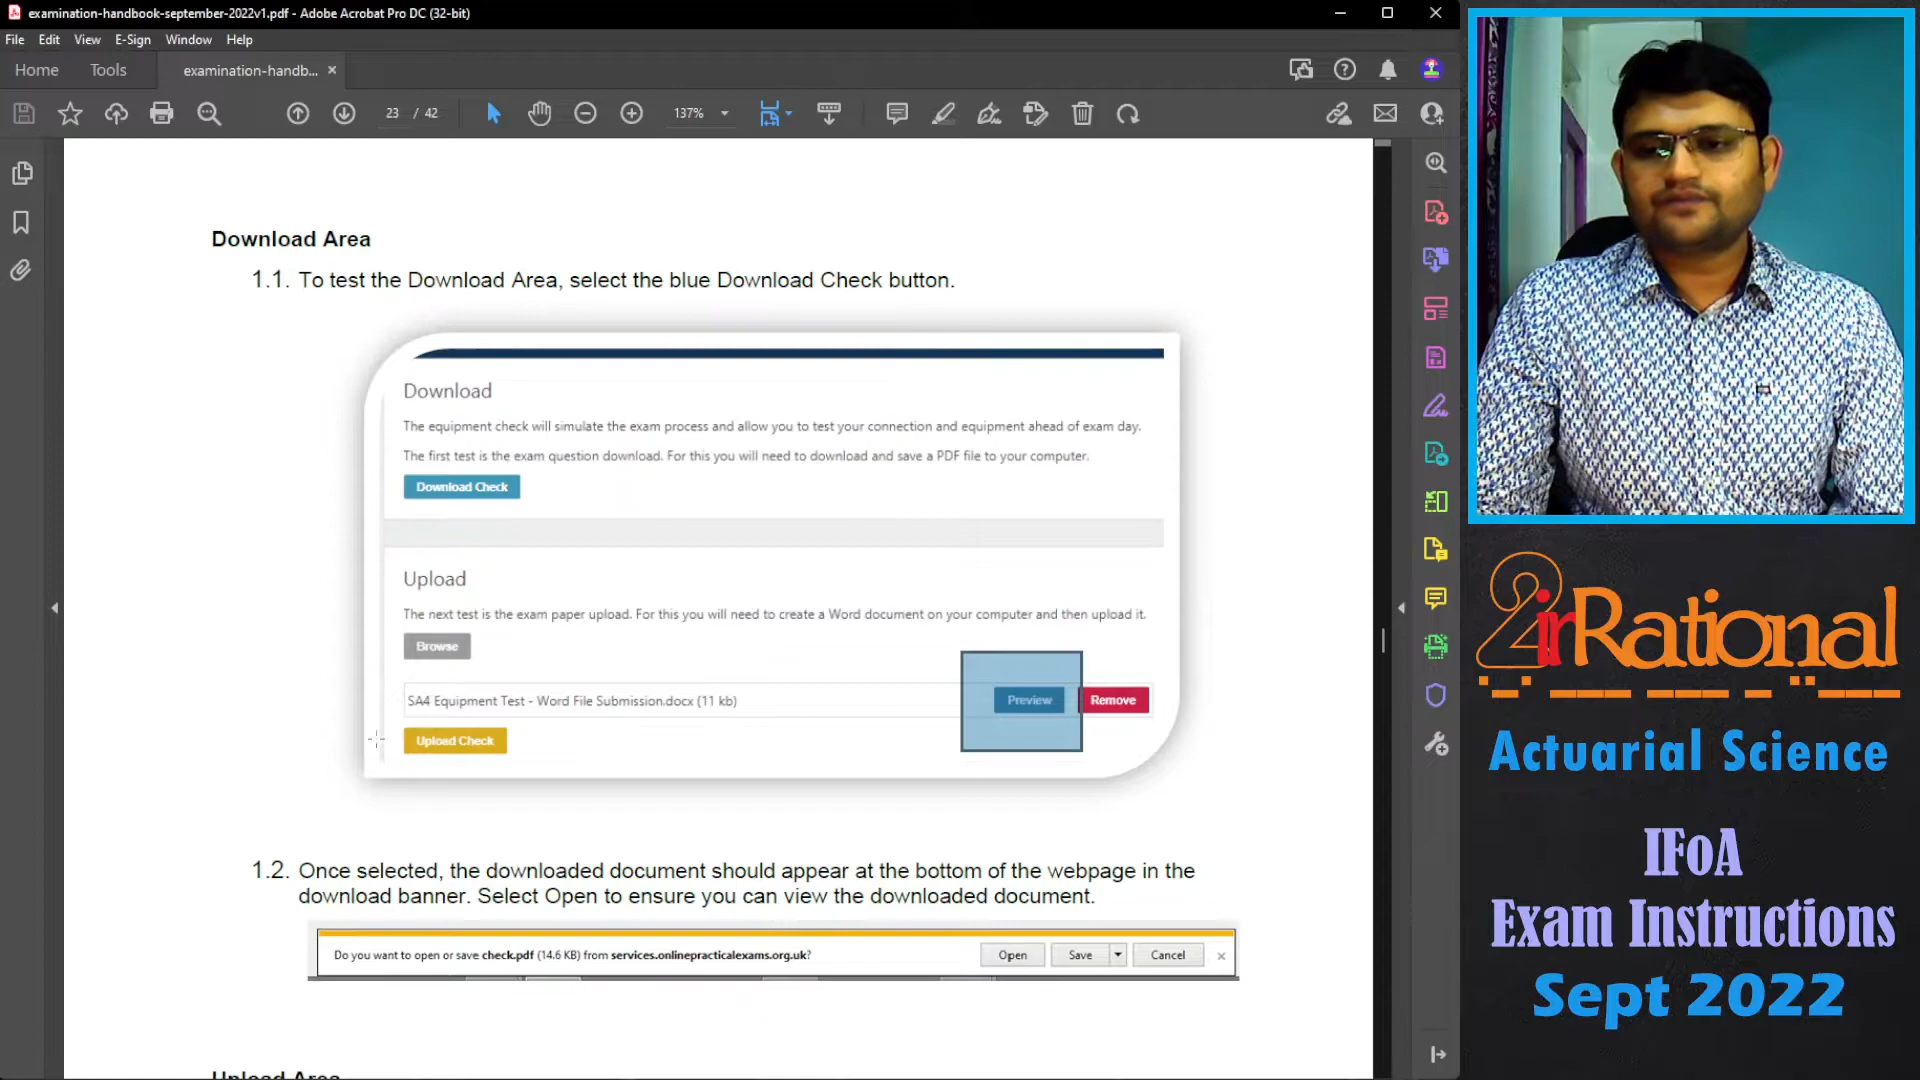 examination-handbook-september-2022v1.pdf - Adobe Acrobat Pro DC (32-bit)
File Edit View E-Sign Window Help
Home Tools examination-handb... ×
23 / 42 137%
Download Area
1.1. To test the Download Area, select the blue Download Check button.
Download
The equipment check will simulate the exam process and allow you to test your connection and equipment ahead of exam day.
The first test is the exam question download. For this you will need to download and save a PDF file to your computer.
Download Check
Upload
The next test is the exam paper upload. For this you will need to create a Word document on your computer and then upload it.
Browse
SA4 Equipment Test - Word File Submission.docx (11 kb) Preview Remove
Upload Check
1.2. Once selected, the downloaded document should appear at the bottom of the webpage in the
download banner. Select Open to ensure you can view the downloaded document.
Do you want to open or save check.pdf (14.6 KB) from services.onlinepracticalexams.org.uk? Open Save Cancel ×
Upload Area
2irRational
Actuarial Science
IFoA
Exam Instructions
Sept 2022